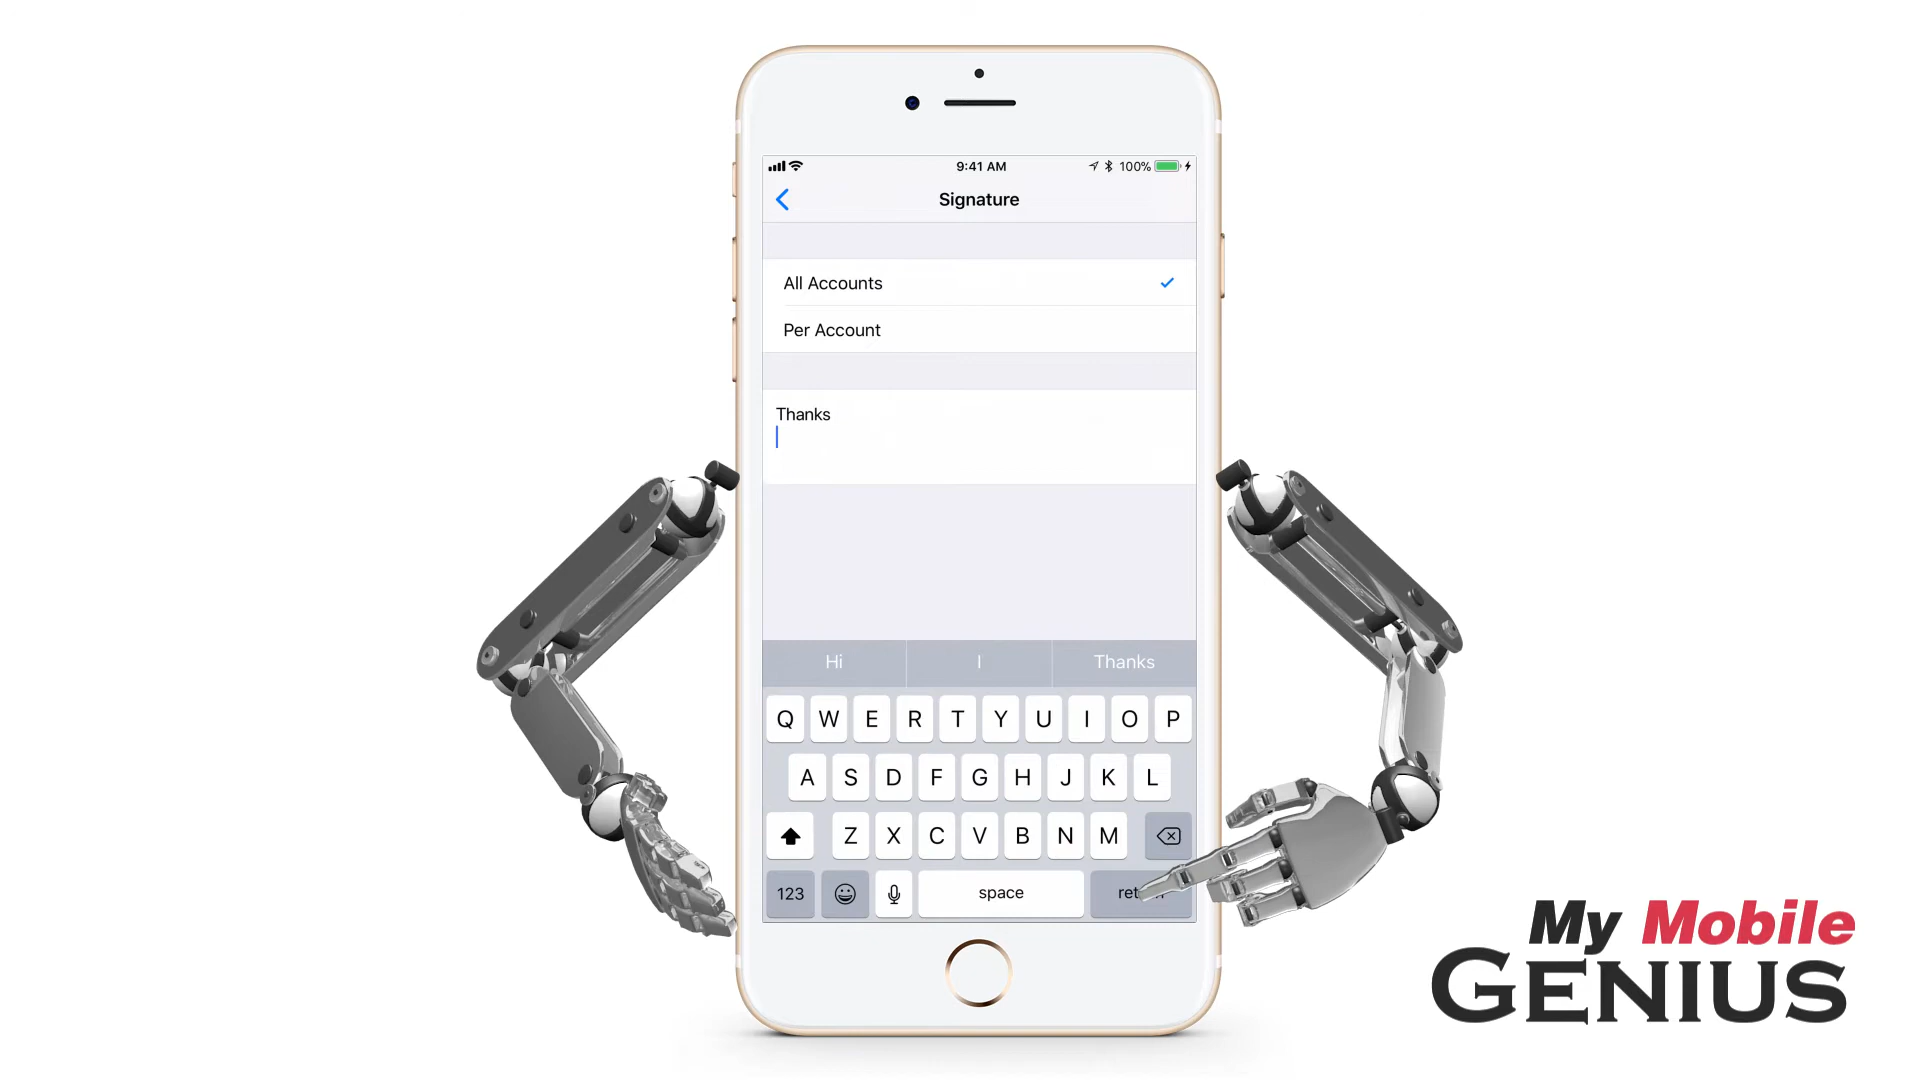 9:41 AM
100%
Signature
All Accounts
Per Account
Thanks
Hi I Thanks
Q W E R T Y U I O P
A S D F G H J K L
Z X C V B N M
123 space
My Mobile
GENIUS